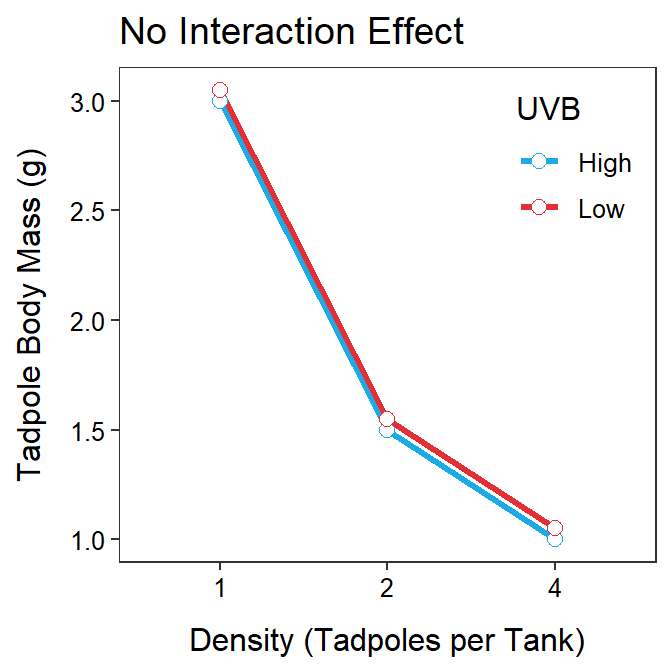 No Interaction Effect
UVB
High
Low
Tadpole Body Mass (g)
3.0
2.5
2.0
1.5
1.0
1 2 4
Density (Tadpoles per Tank)